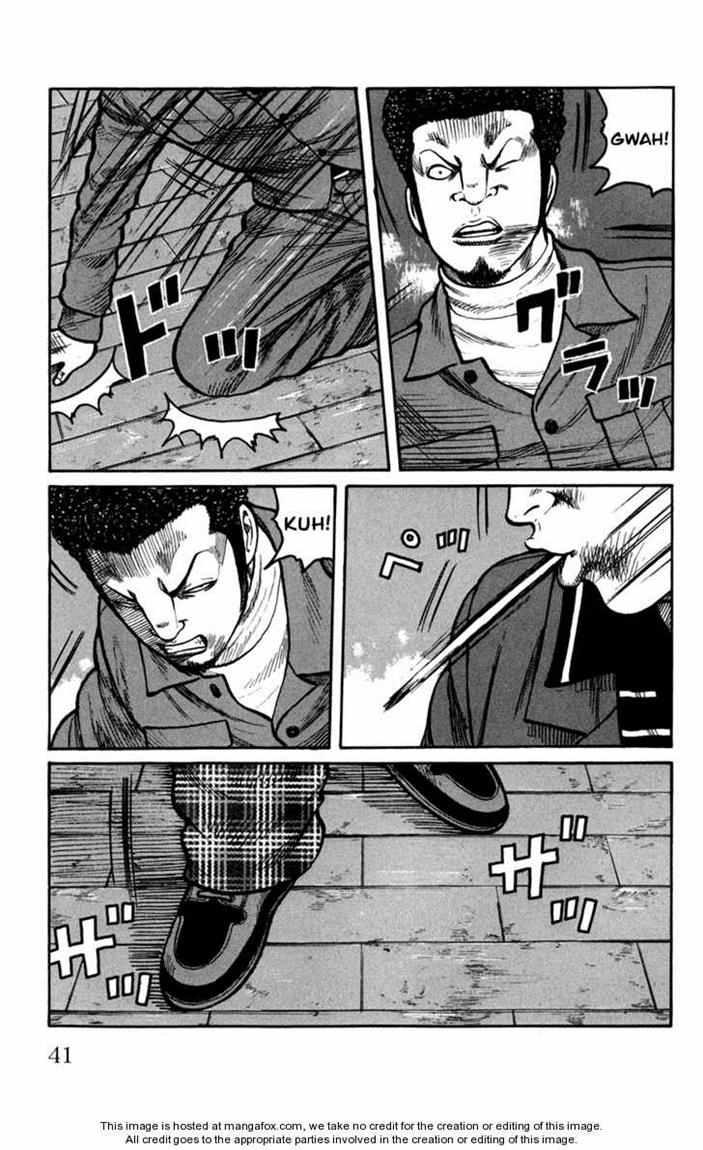 GWAH!
グ
ラ
ッ
ド
ッ
ペッ
KUH!
ザ
ッ
ザ
ッ
41
This image is hosted at mangafox.com, we take no credit for the creation or editing of this image.
All credit goes to the appropriate parties involved in the creation or editing of this image.